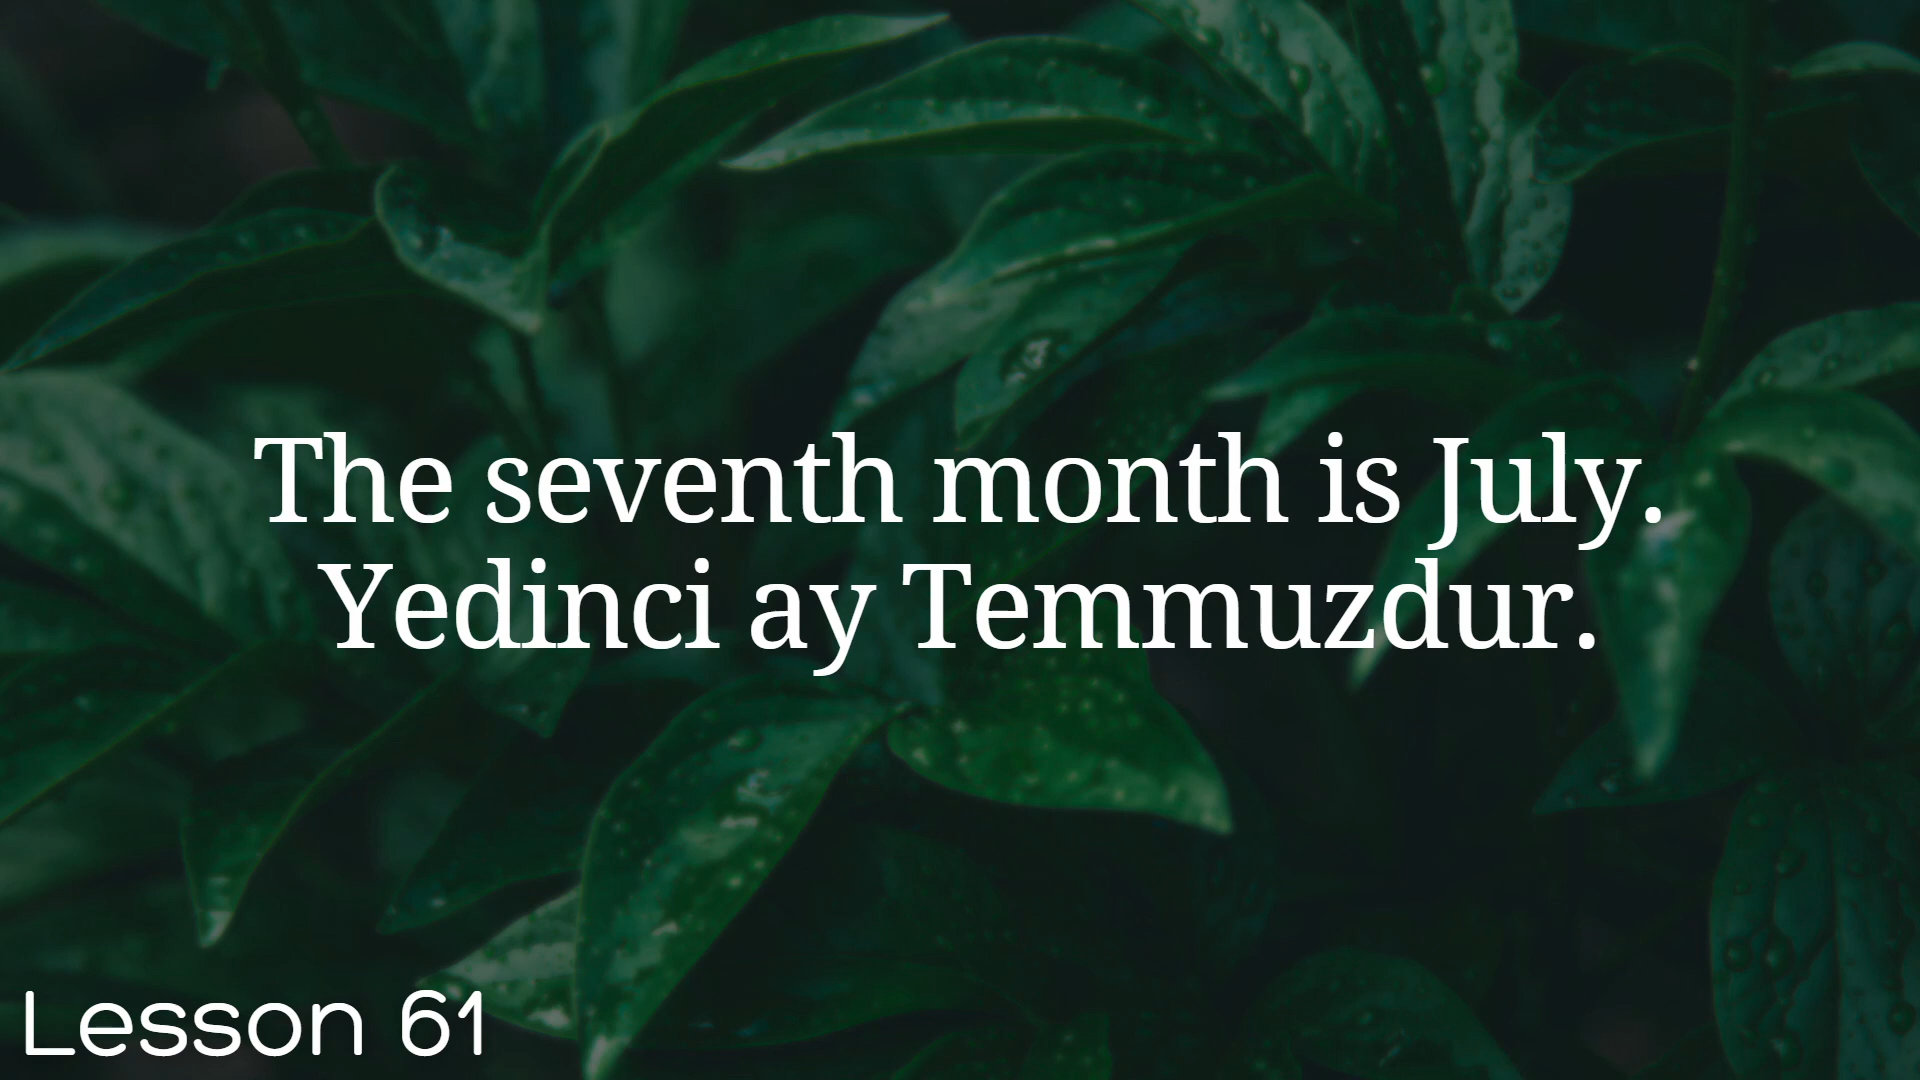 The seventh month is July.
Yedinci ay Temmuzdur.
Lesson 61